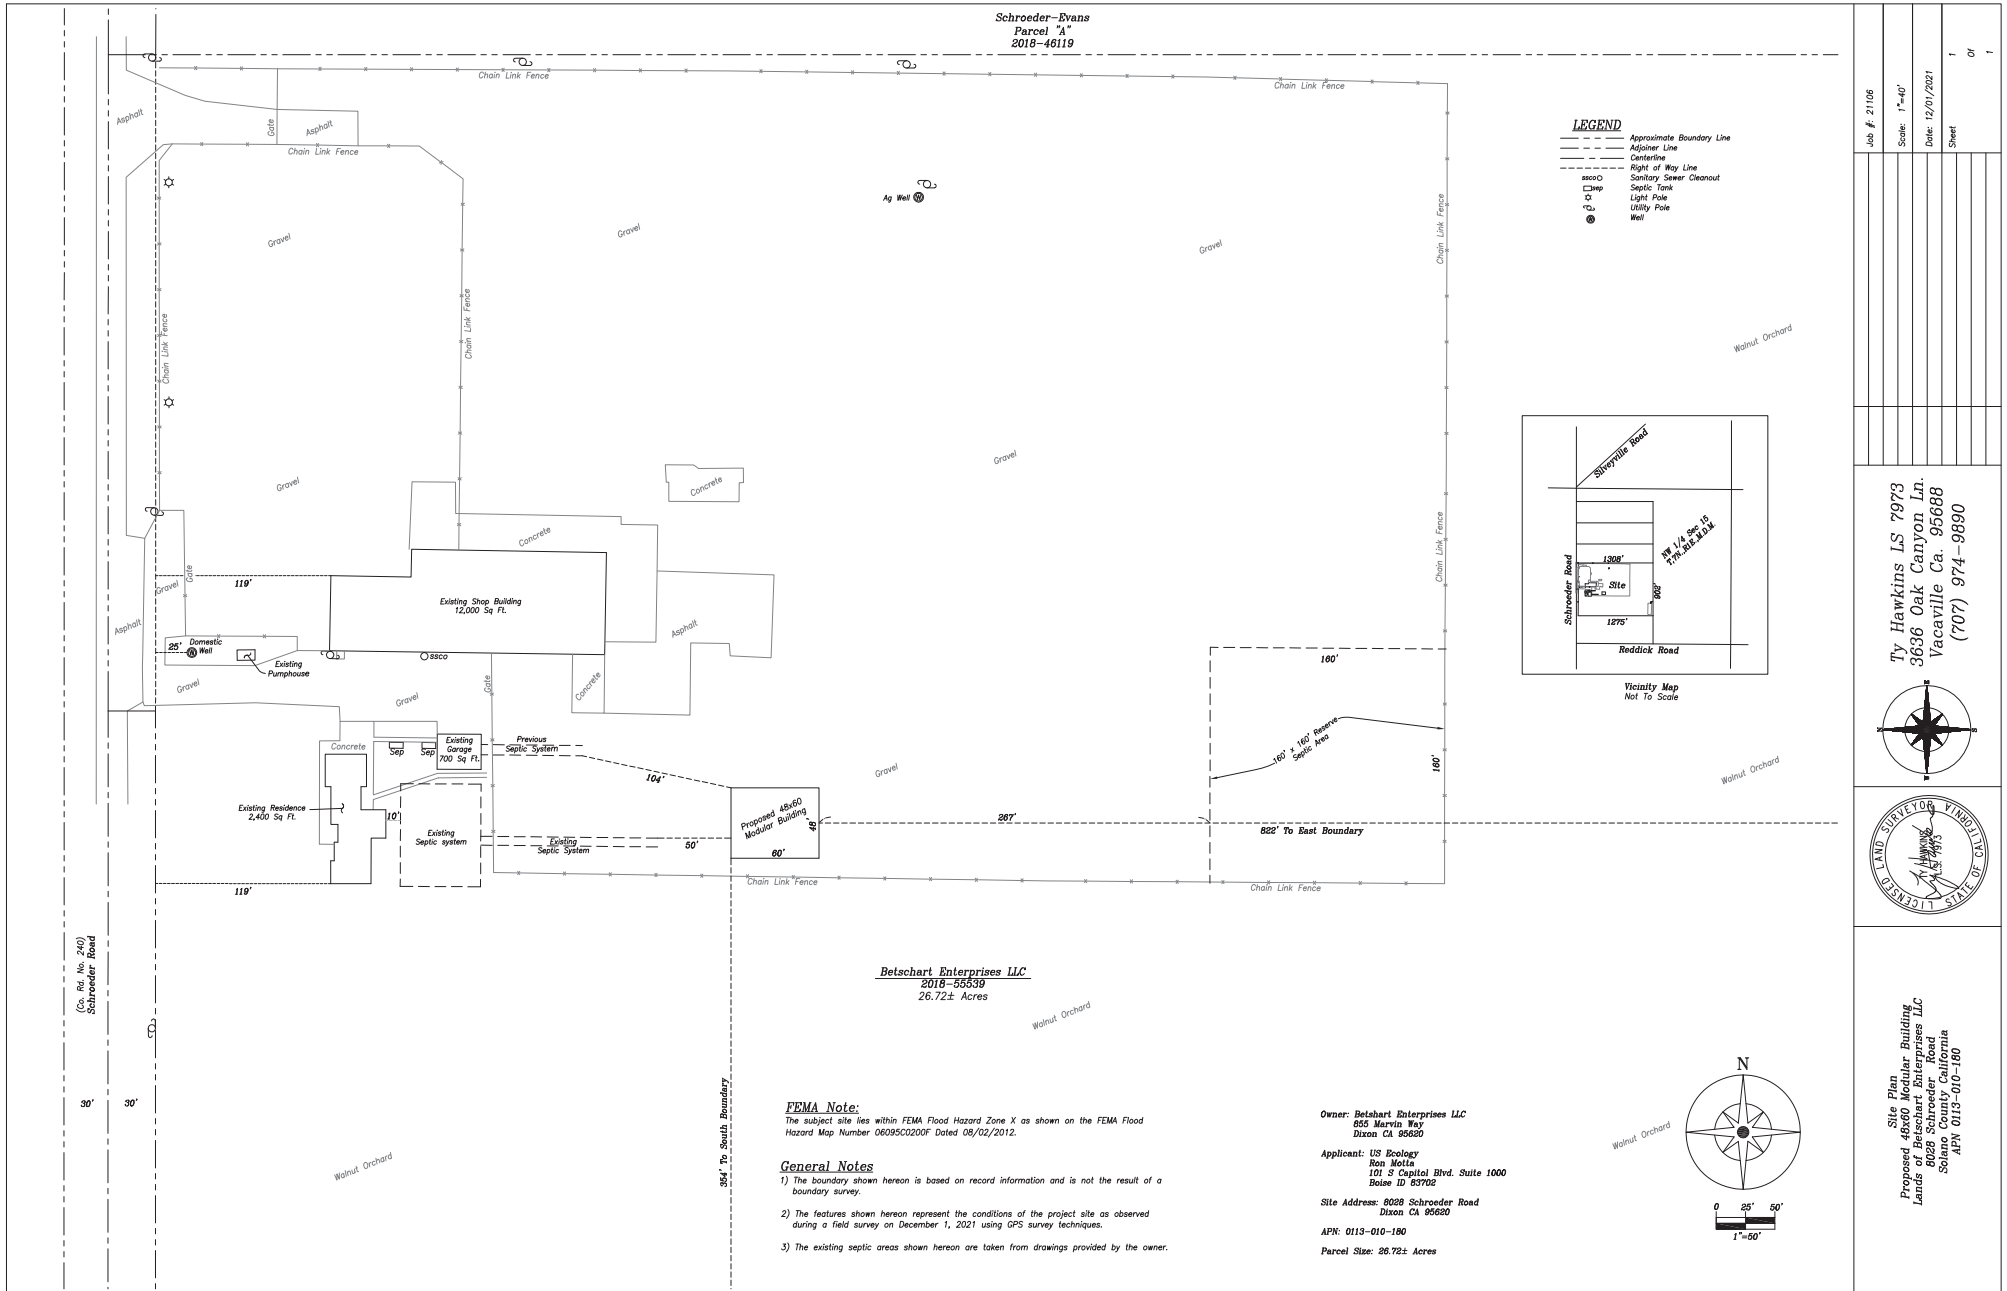 Schroeder-Evans
Parcel "A"
2018-46119
Chain Link Fence
Chain Link Fence
Asphalt
Gate
Asphalt
Chain Link Fence
LEGEND
Approximate Boundary Line
Adjoiner Line
Centerline
Right of Way Line
ssco Sanitary Sewer Cleanout
sep Septic Tank
Light Pole
Utility Pole
W Well
Ag Well W
Gravel
Gravel
Gravel
Chain Link Fence
Chain Link Fence
Chain Link Fence
Walnut Orchard
Gravel
Gravel
Concrete
Concrete
Chain Link Fence
Silveyville Road
NW 1/4 Sec 15
T.7N.,R1E.,M.D.M.
Schroeder Road
1308'
Site
902'
1275'
Reddick Road
Vicinity Map
Not To Scale
119'
Gate
Gravel
Existing Shop Building
12,000 Sq Ft.
Asphalt
Asphalt
25'
Domestic
W Well
Existing
Pumphouse
ssco
Gravel
Gravel
Gate
Concrete
160'
160' x 160' Reserve
Septic Area
160'
Walnut Orchard
Concrete
Sep
Sep
Existing
Garage
700 Sq Ft.
Previous
Septic System
104'
Gravel
Existing Residence
2,400 Sq Ft.
10'
Existing
Septic system
Existing
Septic System
50'
Proposed 48x60
Modular Building
48'
60'
267'
822' To East Boundary
119'
Chain Link Fence
Chain Link Fence
(Co. Rd. No. 240)
Schroeder Road
Betschart Enterprises LLC
2018-55539
26.72± Acres
Walnut Orchard
30'
30'
Walnut Orchard
354' To South Boundary
FEMA Note:
The subject site lies within FEMA Flood Hazard Zone X as shown on the FEMA Flood
Hazard Map Number 06095C0200F Dated 08/02/2012.
General Notes
1) The boundary shown hereon is based on record information and is not the result of a
boundary survey.
2) The features shown hereon represent the conditions of the project site as observed
during a field survey on December 1, 2021 using GPS survey techniques.
3) The existing septic areas shown hereon are taken from drawings provided by the owner.
Owner: Betshart Enterprises LLC
855 Marvin Way
Dixon CA 95620
Applicant: US Ecology
Ron Motta
101 S Capitol Blvd. Suite 1000
Boise ID 83702
Site Address: 8028 Schroeder Road
Dixon CA 95620
APN: 0113-010-180
Parcel Size: 26.72± Acres
Walnut Orchard
N
0 25' 50'
1"=50'
Job #: 21106
Scale: 1"=40'
Date: 12/01/2021
Sheet 1
Of
1
Ty Hawkins LS 7973
3636 Oak Canyon Ln.
Vacaville Ca. 95688
(707) 974-9890
N
E
S
W
LICENSED LAND SURVEYOR
STATE OF CALIFORNIA
TY HAWKINS
L.S. 7973
Site Plan
Proposed 48x60 Modular Building
Lands of Betschart Enterprises LLC
8028 Schroeder Road
Solano County California
APN 0113-010-180